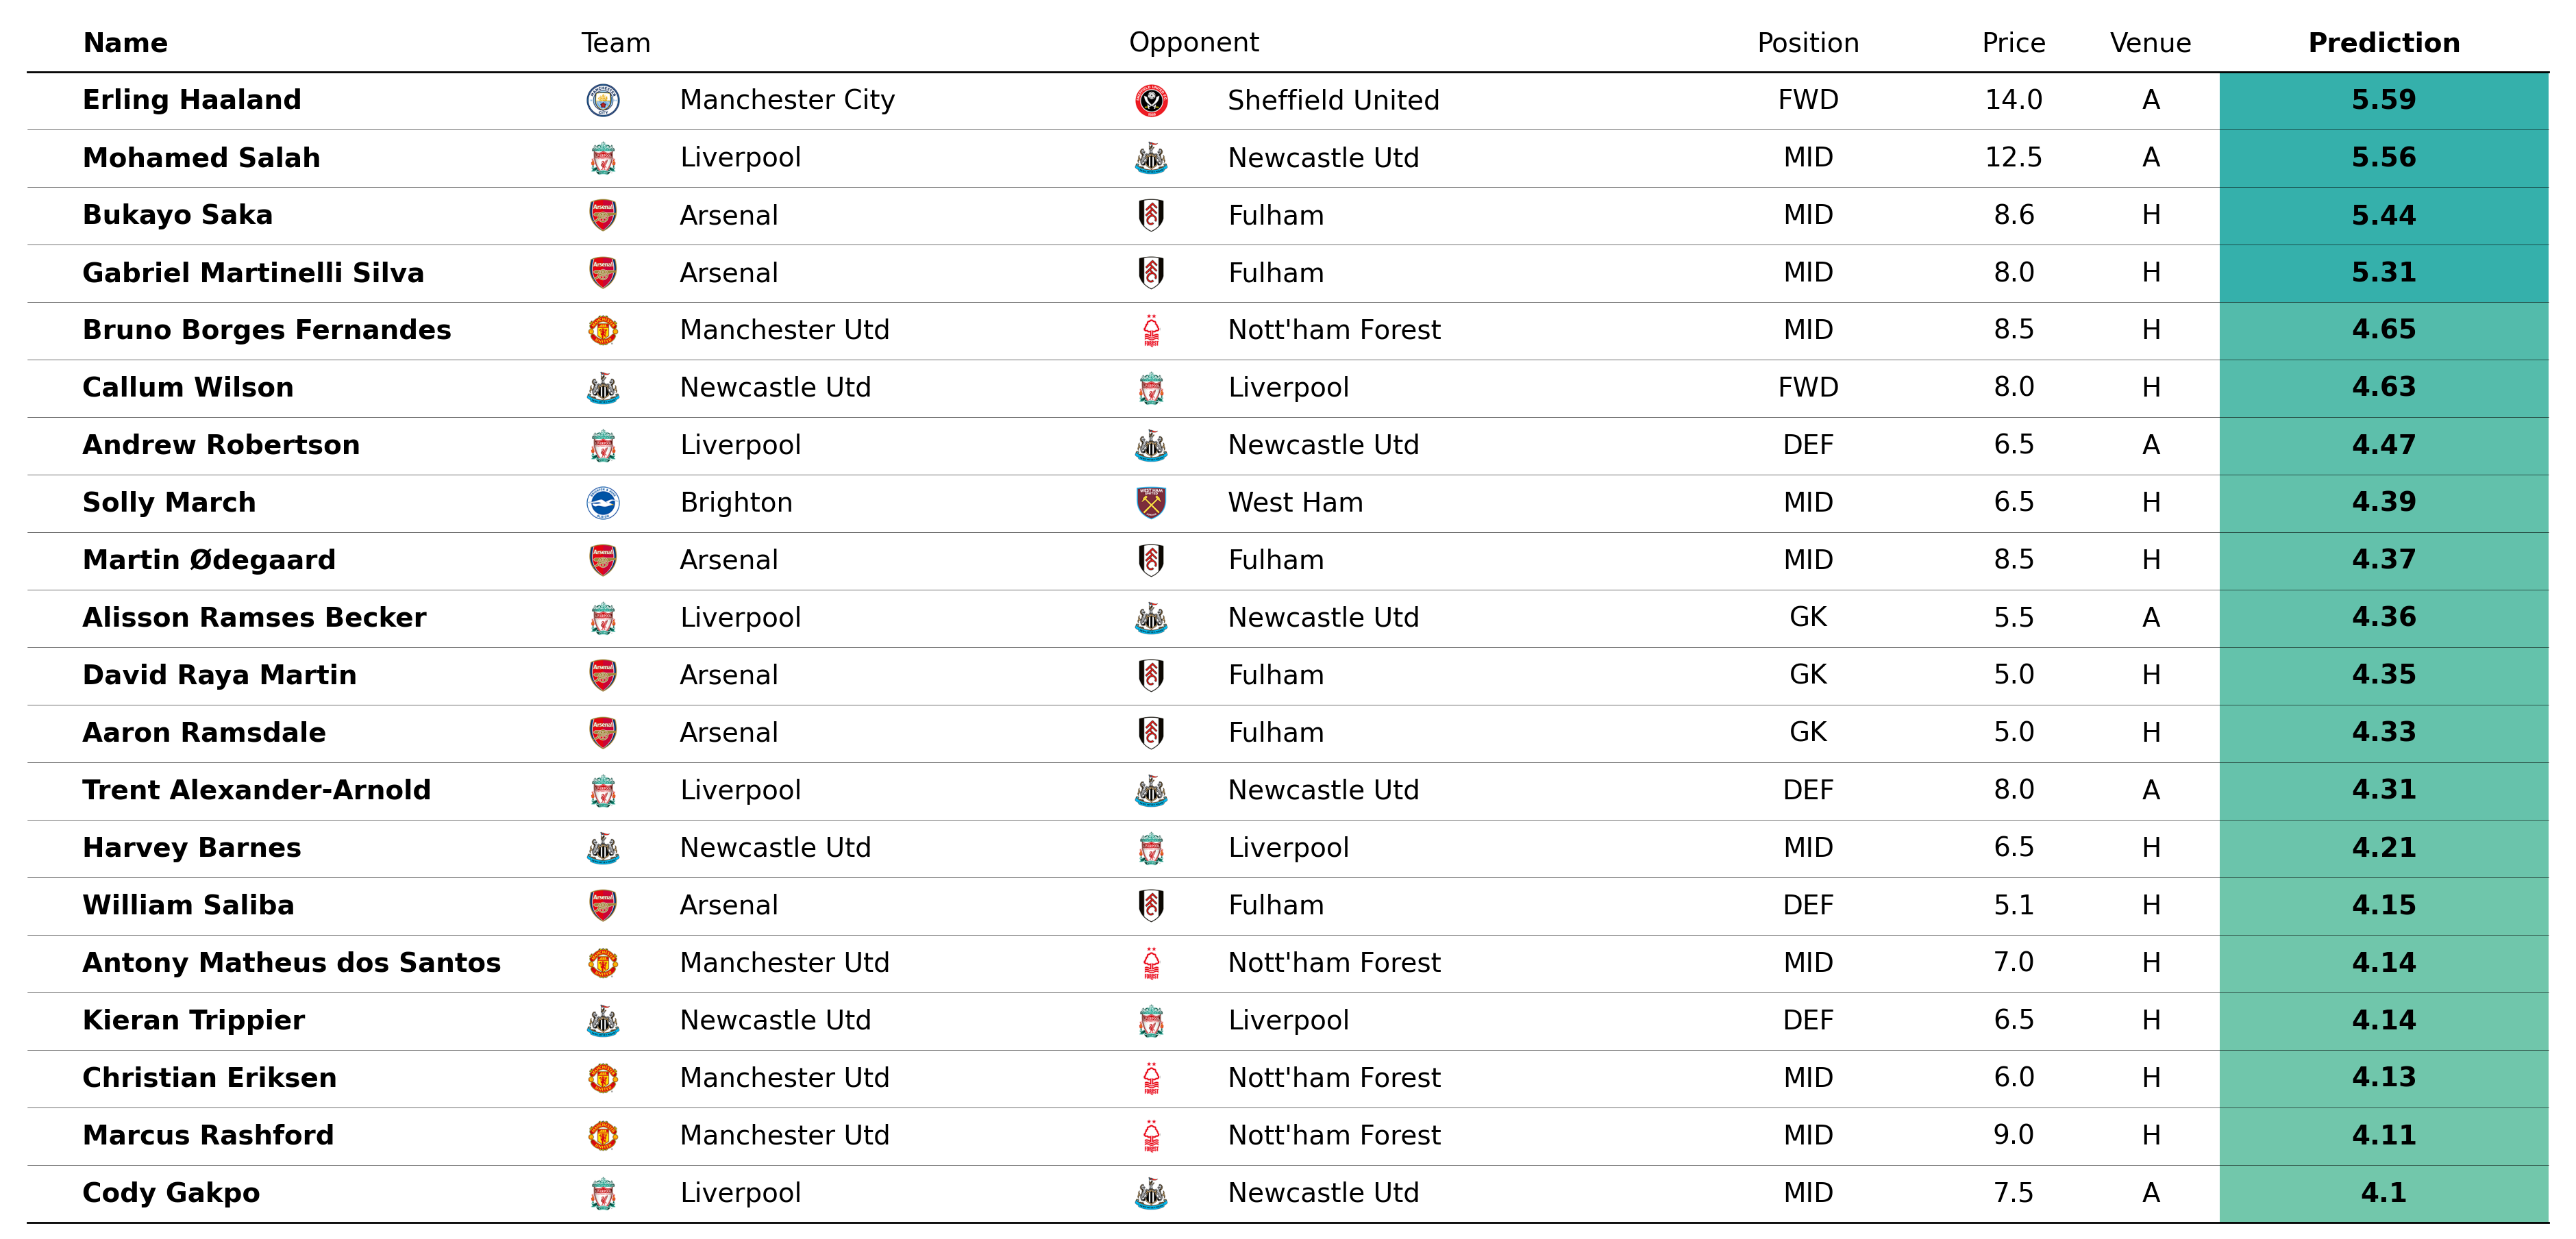 Name Team Opponent Position Price Venue Prediction
Erling Haaland Manchester City Sheffield United FWD 14.0 A 5.59
Mohamed Salah Liverpool Newcastle Utd MID 12.5 A 5.56
Bukayo Saka Arsenal Fulham MID 8.6 H 5.44
Gabriel Martinelli Silva Arsenal Fulham MID 8.0 H 5.31
Bruno Borges Fernandes Manchester Utd Nott'ham Forest MID 8.5 H 4.65
Callum Wilson Newcastle Utd Liverpool FWD 8.0 H 4.63
Andrew Robertson Liverpool Newcastle Utd DEF 6.5 A 4.47
Solly March Brighton West Ham MID 6.5 H 4.39
Martin Ødegaard Arsenal Fulham MID 8.5 H 4.37
Alisson Ramses Becker Liverpool Newcastle Utd GK 5.5 A 4.36
David Raya Martin Arsenal Fulham GK 5.0 H 4.35
Aaron Ramsdale Arsenal Fulham GK 5.0 H 4.33
Trent Alexander-Arnold Liverpool Newcastle Utd DEF 8.0 A 4.31
Harvey Barnes Newcastle Utd Liverpool MID 6.5 H 4.21
William Saliba Arsenal Fulham DEF 5.1 H 4.15
Antony Matheus dos Santos Manchester Utd Nott'ham Forest MID 7.0 H 4.14
Kieran Trippier Newcastle Utd Liverpool DEF 6.5 H 4.14
Christian Eriksen Manchester Utd Nott'ham Forest MID 6.0 H 4.13
Marcus Rashford Manchester Utd Nott'ham Forest MID 9.0 H 4.11
Cody Gakpo Liverpool Newcastle Utd MID 7.5 A 4.1